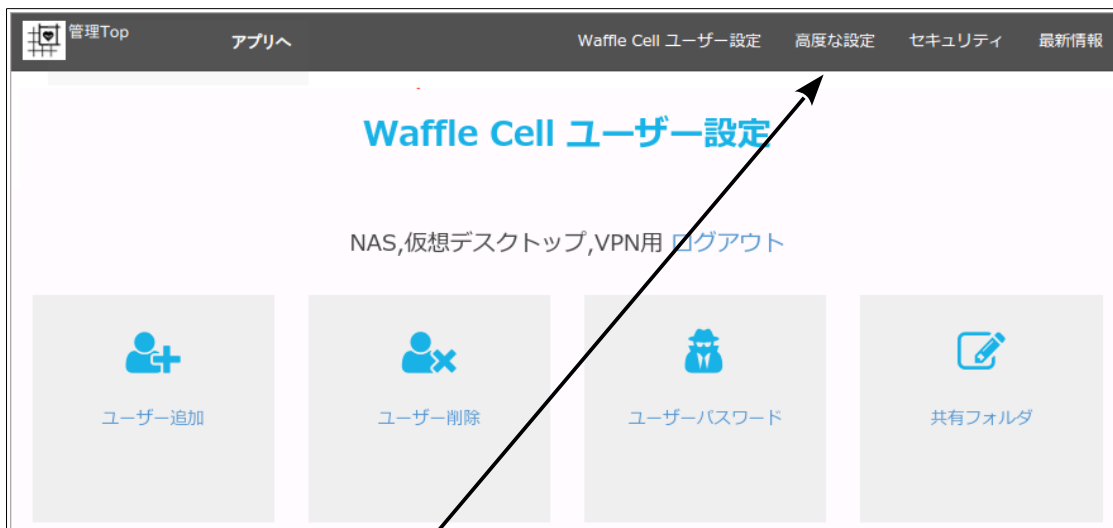 管理Top アプリへ Waffle Cell ユーザー設定 高度な設定 セキュリティ 最新情報
Waffle Cell ユーザー設定
NAS,仮想デスクトップ,VPN用 ログアウト
ユーザー追加 ユーザー削除 ユーザーパスワード 共有フォルダ